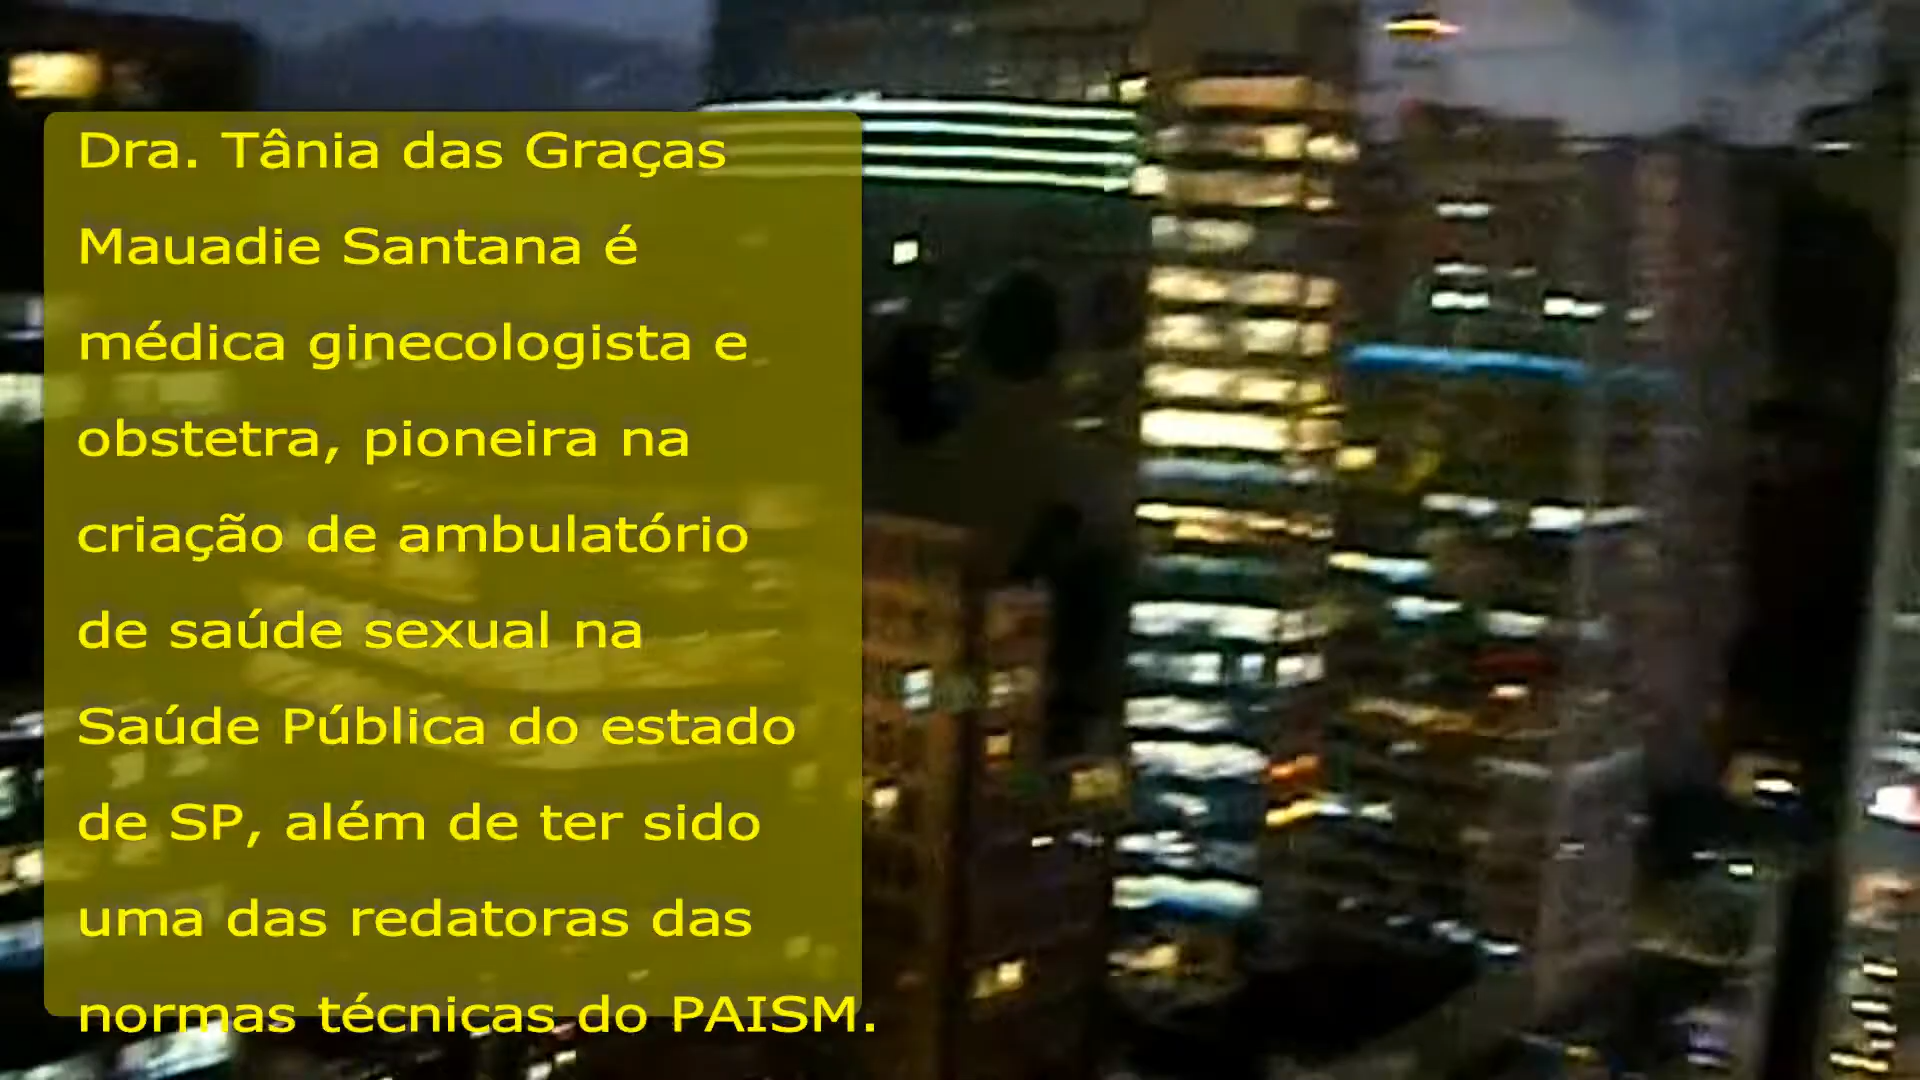 Dra. Tânia das Graças
Mauadie Santana é
médica ginecologista e
obstetra, pioneira na
criação de ambulatório
de saúde sexual na
Saúde Pública do estado
de SP, além de ter sido
uma das redatoras das
normas técnicas do PAISM.